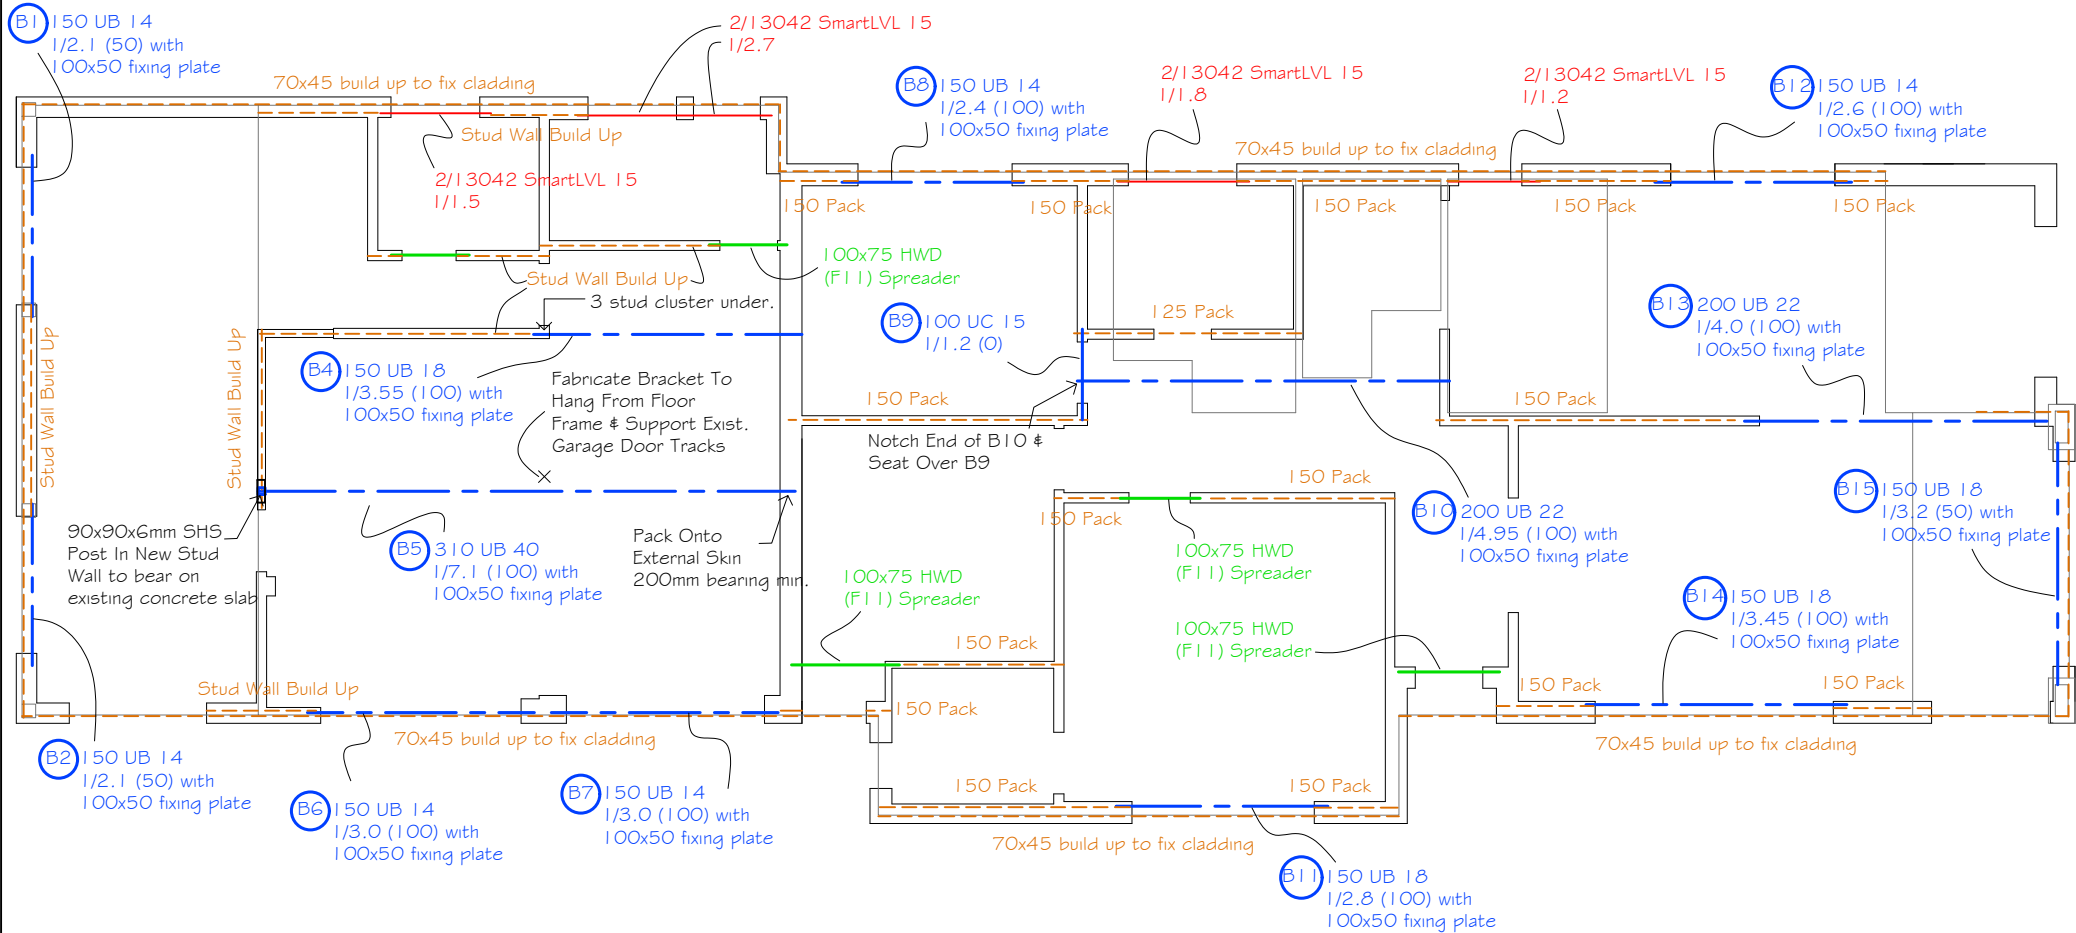 B1
150 UB 14
1/2.1 (50) with
100x50 fixing plate
70x45 build up to fix cladding
2/13042 SmartLVL 15
1/2.7
Stud Wall Build Up
2/13042 SmartLVL 15
1/1.5
B8
150 UB 14
1/2.4 (100) with
100x50 fixing plate
2/13042 SmartLVL 15
1/1.8
2/13042 SmartLVL 15
1/1.2
B12
150 UB 14
1/2.6 (100) with
100x50 fixing plate
70x45 build up to fix cladding
150 Pack
150 Pack
150 Pack
150 Pack
150 Pack
100x75 HWD
(F11) Spreader
Stud Wall Build Up
3 stud cluster under.
Stud Wall Build Up
Stud Wall Build Up
B4
150 UB 18
1/3.55 (100) with
100x50 fixing plate
Fabricate Bracket To
Hang From Floor
Frame & Support Exist.
Garage Door Tracks
B9
100 UC 15
1/1.2 (0)
125 Pack
B13
200 UB 22
1/4.0 (100) with
100x50 fixing plate
150 Pack
150 Pack
Notch End of B10 &
Seat Over B9
90x90x6mm SHS
Post In New Stud
Wall to bear on
existing concrete slab
B5
310 UB 40
1/7.1 (100) with
100x50 fixing plate
Pack Onto
External Skin
200mm bearing min.
150 Pack
150 Pack
B10
200 UB 22
1/4.95 (100) with
100x50 fixing plate
B15
150 UB 18
1/3.2 (50) with
100x50 fixing plate
100x75 HWD
(F11) Spreader
100x75 HWD
(F11) Spreader
100x75 HWD
(F11) Spreader
B14
150 UB 18
1/3.45 (100) with
100x50 fixing plate
150 Pack
150 Pack
150 Pack
150 Pack
Stud Wall Build Up
70x45 build up to fix cladding
70x45 build up to fix cladding
B2
150 UB 14
1/2.1 (50) with
100x50 fixing plate
B6
150 UB 14
1/3.0 (100) with
100x50 fixing plate
B7
150 UB 14
1/3.0 (100) with
100x50 fixing plate
150 Pack
150 Pack
70x45 build up to fix cladding
B11
150 UB 18
1/2.8 (100) with
100x50 fixing plate